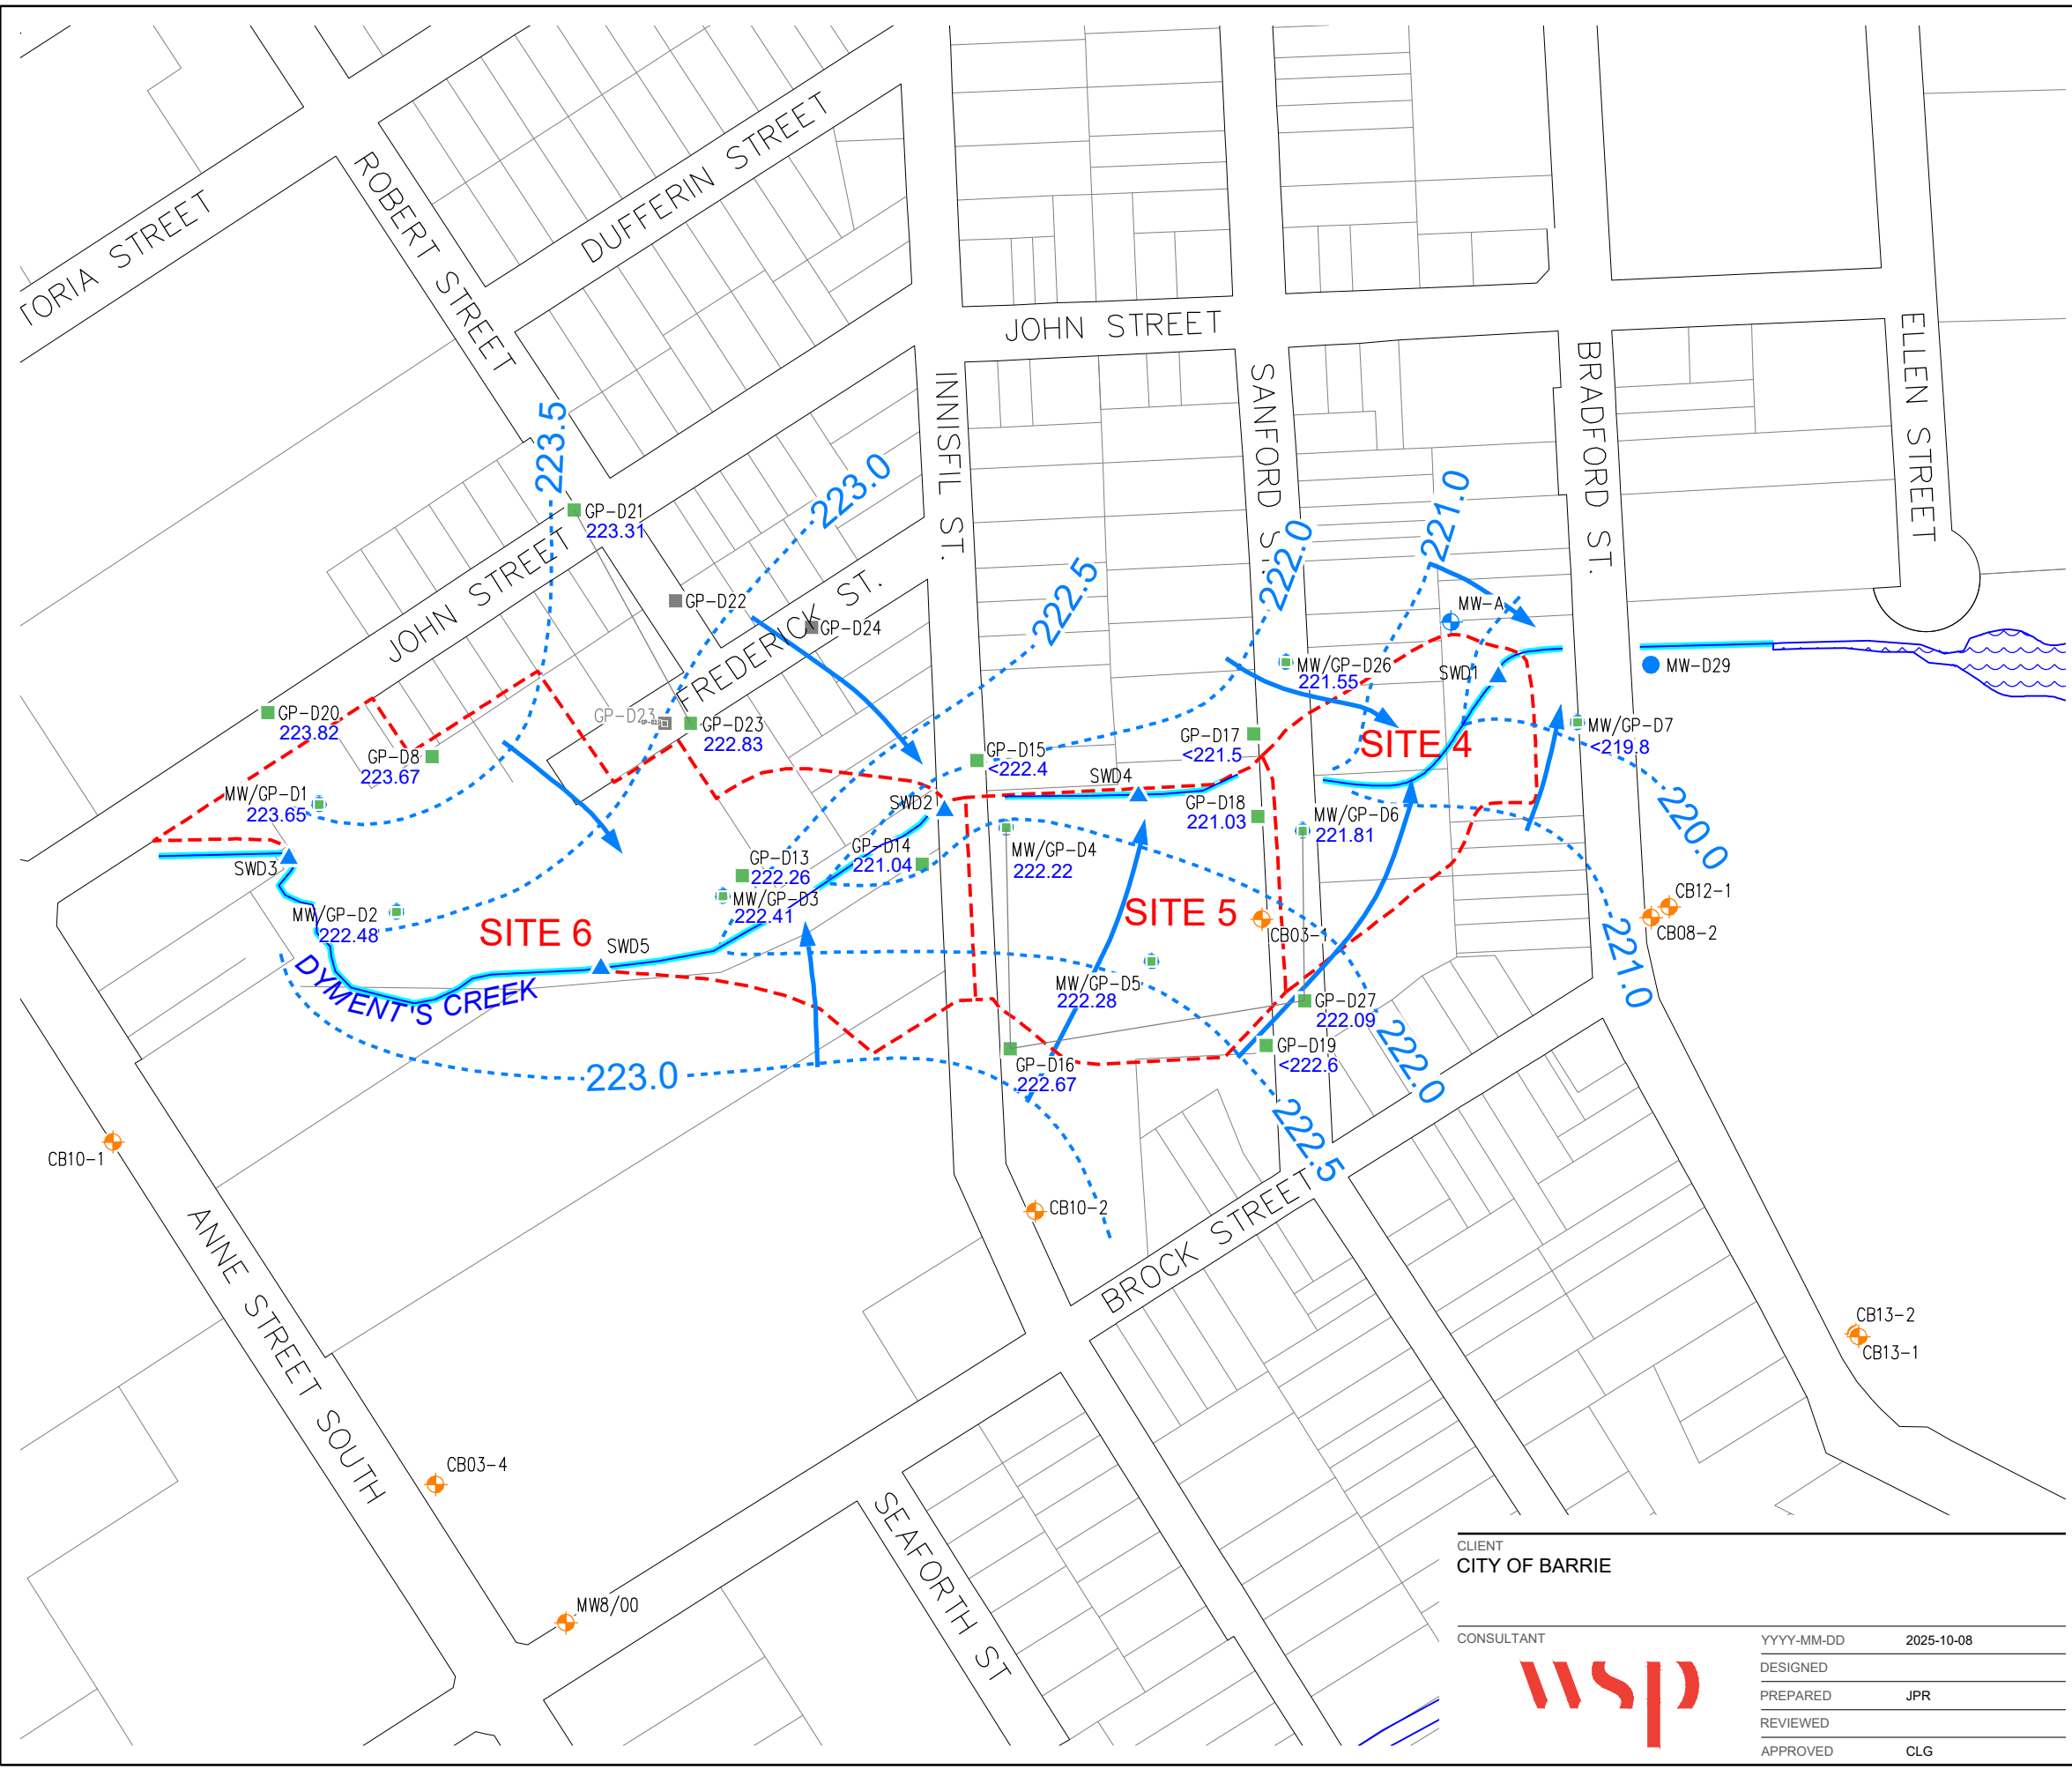 TORIA STREET
ROBERT STREET
DUFFERIN STREET
JOHN STREET
ELLEN STREET
INNISFIL ST.
SANFORD S
BRADFORD ST.
223.5
223.0
221.0
222.0
222.5
GP-D21
223.31
JOHN STREET
GP-D22
FREDERICK ST.
GP-D24
MW-A
MW/GP-D26
221.55
SWD1
MW-D29
GP-D20
223.82
GP-D23
GP-D23
222.83
GP-D8
223.67
GP-D15
<222.4
GP-D17
<221.5
SITE 4
MW/GP-D7
<219.8
MW/GP-D1
223.65
SWD4
SWD2
GP-D18
221.03
MW/GP-D6
221.81
220.0
SWD3
GP-D13
222.26
GP-D14
221.04
MW/GP-D4
222.22
MW/GP-D3
222.41
MW/GP-D2
222.48
SITE 6
SITE 5
SWD5
CB03-1
CB12-1
CB08-2
221.0
DYMENT'S CREEK
MW/GP-D5
222.28
GP-D27
222.09
223.0
GP-D16
222.67
GP-D19
<222.6
222.0
222.5
CB10-1
CB10-2
BROCK STREET
ANNE STREET SOUTH
CB13-2
CB13-1
CB03-4
SEAFORTH ST
MW8/00
CLIENT
CITY OF BARRIE
CONSULTANT
wsp
YYYY-MM-DD 2025-10-08
DESIGNED
PREPARED JPR
REVIEWED
APPROVED CLG